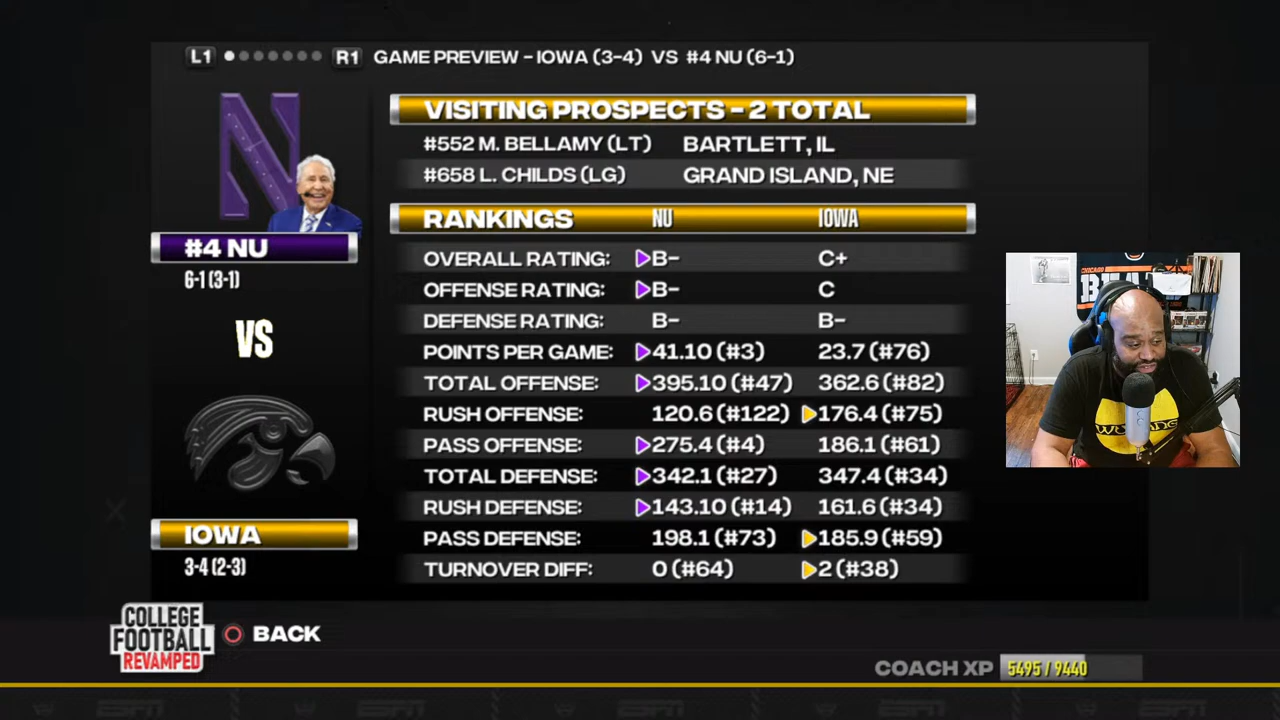 L1 R1 GAME PREVIEW - IOWA (3-4) VS #4 NU (6-1)
VISITING PROSPECTS - 2 TOTAL
#552 M. BELLAMY (LT) BARTLETT, IL
#658 L. CHILDS (LG) GRAND ISLAND, NE
RANKINGS NU IOWA
#4 NU
6-1 (3-1)
VS
IOWA
3-4 (2-3)
OVERALL RATING: B- C+
OFFENSE RATING: B- C
DEFENSE RATING: B- B-
POINTS PER GAME: 41.10 (#3) 23.7 (#76)
TOTAL OFFENSE: 395.10 (#47) 362.6 (#82)
RUSH OFFENSE: 120.6 (#122) 176.4 (#75)
PASS OFFENSE: 275.4 (#4) 186.1 (#61)
TOTAL DEFENSE: 342.1 (#27) 347.4 (#34)
RUSH DEFENSE: 143.10 (#14) 161.6 (#34)
PASS DEFENSE: 198.1 (#73) 185.9 (#59)
TURNOVER DIFF: 0 (#64) 2 (#38)
CHICAGO
COLLEGE
FOOTBALL
REVAMPED
BACK
COACH XP 5495 / 9440
ESPN